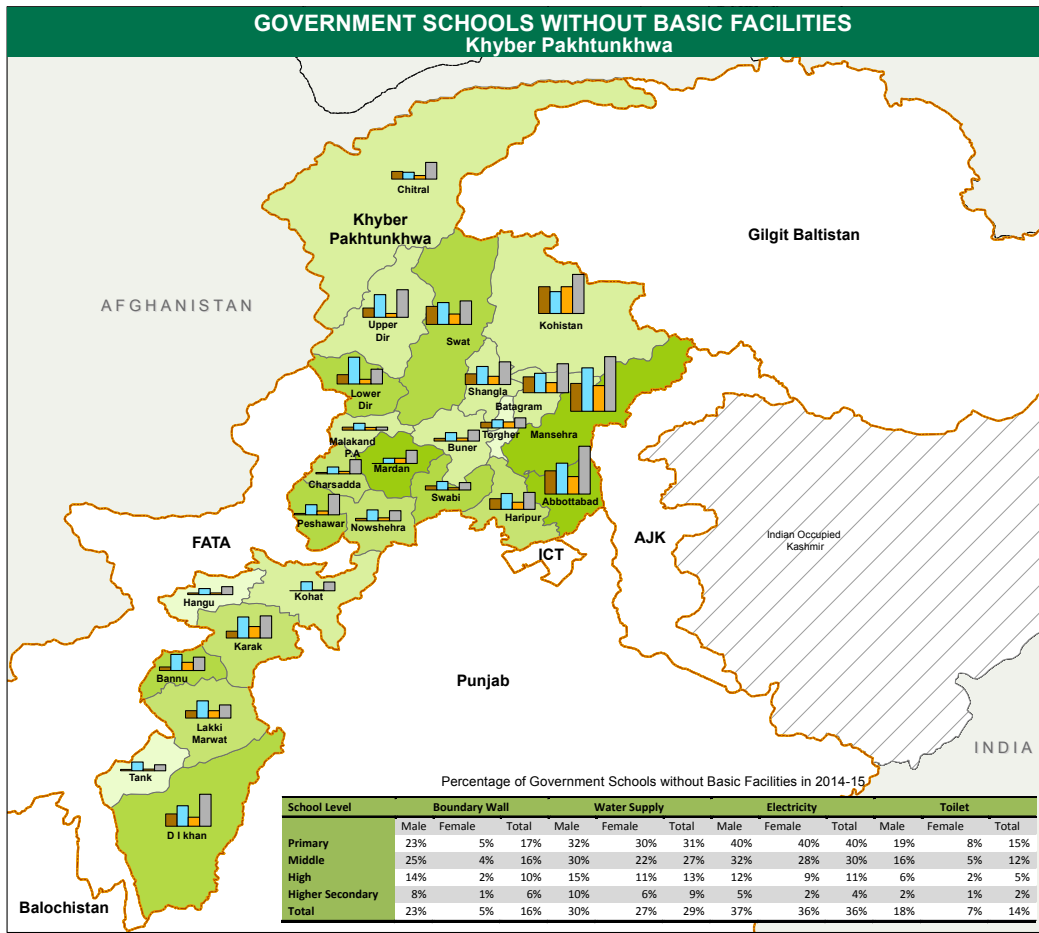 GOVERNMENT SCHOOLS WITHOUT BASIC FACILITIES
Khyber Pakhtunkhwa
Chitral
Khyber
Pakhtunkhwa
Gilgit Baltistan
AFGHANISTAN
Upper
Dir
Swat
Kohistan
Lower
Dir
Shangla
Batagram
Malakand
P.A
Buner
Torgher
Mansehra
Mardan
Charsadda
Swabi
Abbottabad
Peshawar
Nowshehra
Haripur
FATA
ICT
AJK
Indian Occupied
Kashmir
Hangu
Kohat
Karak
Bannu
Punjab
Lakki
Marwat
INDIA
Tank
D I khan
Balochistan
Percentage of Government Schools without Basic Facilities in 2014-15
School Level Boundary Wall Water Supply Electricity Toilet
Male Female Total Male Female Total Male Female Total Male Female Total
Primary 23% 5% 17% 32% 30% 31% 40% 40% 40% 19% 8% 15%
Middle 25% 4% 16% 30% 22% 27% 32% 28% 30% 16% 5% 12%
High 14% 2% 10% 15% 11% 13% 12% 9% 11% 6% 2% 5%
Higher Secondary 8% 1% 6% 10% 6% 9% 5% 2% 4% 2% 1% 2%
Total 23% 5% 16% 30% 27% 29% 37% 36% 36% 18% 7% 14%